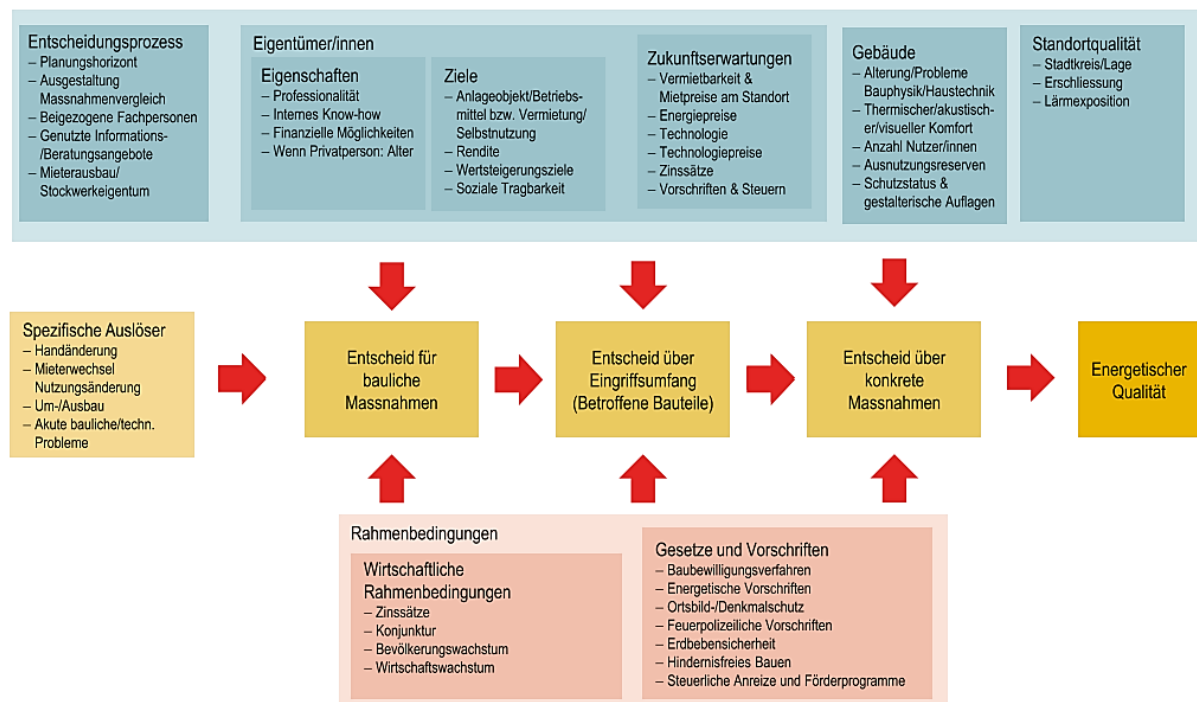 Entscheidungsprozess
– Planungshorizont
– Ausgestaltung
Massnahmenvergleich
– Beigezogene Fachpersonen
– Genutzte Informations-
/Beratungsangebote
– Mieterausbau/
Stockwerkeigentum
Eigentümer/innen
Eigenschaften
– Professionalität
– Internes Know-how
– Finanzielle Möglichkeiten
– Wenn Privatperson: Alter
Ziele
– Anlageobjekt/Betriebs-
mittel bzw. Vermietung/
Selbstnutzung
– Rendite
– Wertsteigerungsziele
– Soziale Tragbarkeit
Zukunftserwartungen
– Vermietbarkeit &
Mietpreise am Standort
– Energiepreise
– Technologie
– Technologiepreise
– Zinssätze
– Vorschriften & Steuern
Gebäude
– Alterung/Probleme
Bauphysik/Haustechnik
– Thermischer/akustisch-
er/visueller Komfort
– Anzahl Nutzer/innen
– Ausnutzungsreserven
– Schutzstatus &
gestalterische Auflagen
Standortqualität
– Stadtkreis/Lage
– Erschliessung
– Lärmexposition
Spezifische Auslöser
– Handänderung
– Mieterwechsel
Nutzungsänderung
– Um-/Ausbau
– Akute bauliche/techn.
Probleme
Entscheid für
bauliche
Massnahmen
Entscheid über
Eingriffsumfang
(Betroffene Bauteile)
Entscheid über
konkrete
Massnahmen
Energetischer
Qualität
Rahmenbedingungen
Wirtschaftliche
Rahmenbedingungen
– Zinssätze
– Konjunktur
– Bevölkerungswachstum
– Wirtschaftswachstum
Gesetze und Vorschriften
– Baubewilligungsverfahren
– Energetische Vorschriften
– Ortsbild-/Denkmalschutz
– Feuerpolizeiliche Vorschriften
– Erdbebensicherheit
– Hindernisfreies Bauen
– Steuerliche Anreize und Förderprogramme